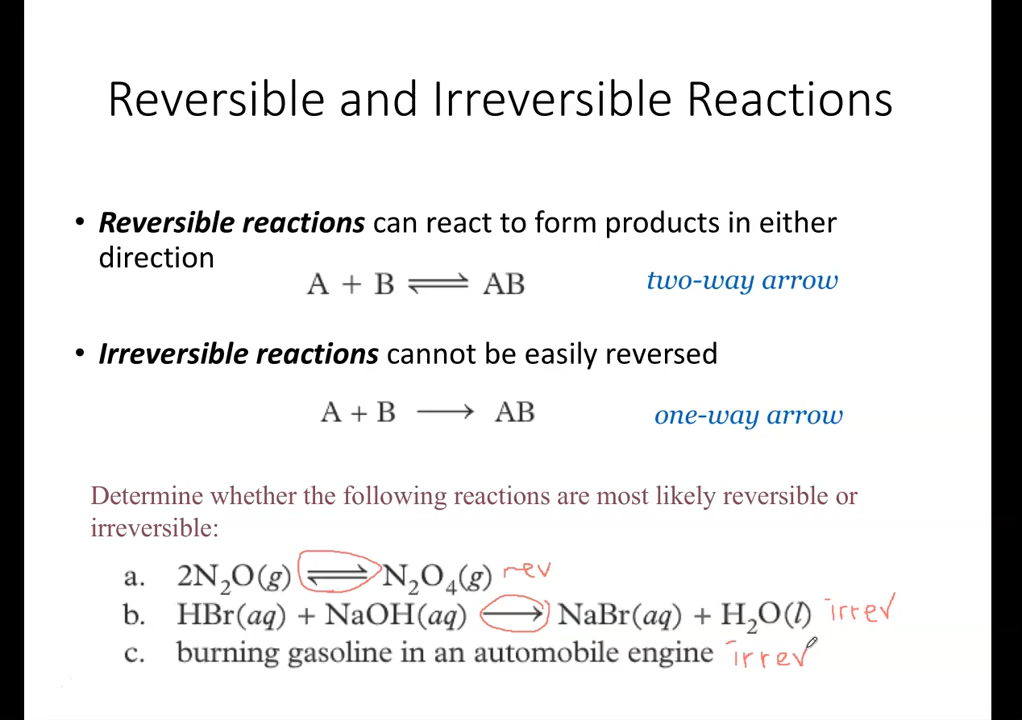 Reversible and Irreversible Reactions
• Reversible reactions can react to form products in either
direction
A + B ⇌ AB two-way arrow
• Irreversible reactions cannot be easily reversed
A + B ⟶ AB one-way arrow
Determine whether the following reactions are most likely reversible or
irreversible:
a. 2N₂O(g) ⇌ N₂O₄(g) rev
b. HBr(aq) + NaOH(aq) ⟶ NaBr(aq) + H₂O(l) irrev
c. burning gasoline in an automobile engine irrev